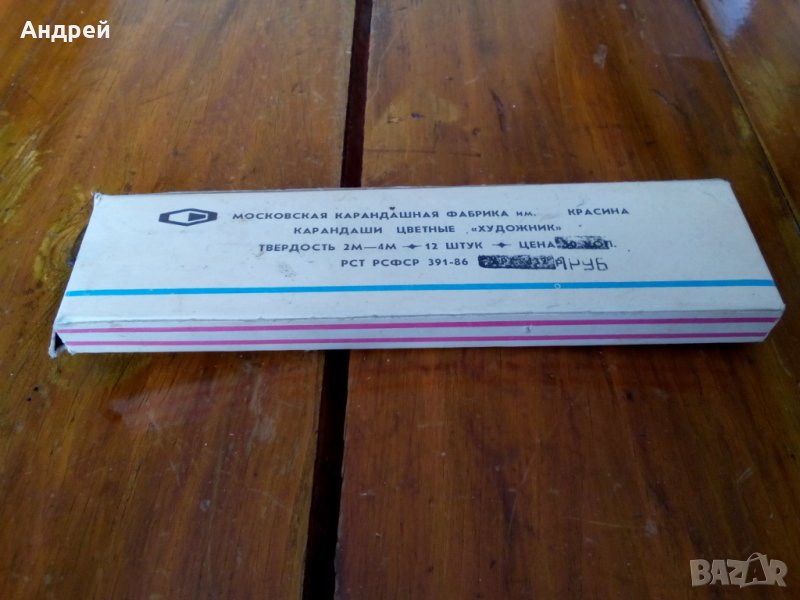 Андрей
МОСКОВСКАЯ КАРАНДАШНАЯ ФАБРИКА им. КРАСИНА
КАРАНДАШИ ЦВЕТНЫЕ «ХУДОЖНИК»
ТВЕРДОСТЬ 2М—4М 12 ШТУК ЦЕНА
РСТ РСФСР 391-86 1РУБ
BAZAR